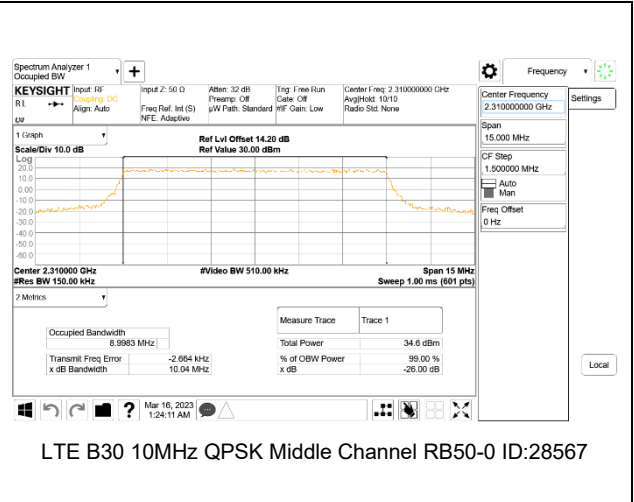 Spectrum Analyzer 1
Occupied BW
Frequency
KEYSIGHT
R L
Input: RF
Coupling: DC
Align: Auto
Input Z: 50 Ω
Freq Ref: Int (S)
NFE: Adaptive
Atten: 32 dB
Preamp: Off
µW Path: Standard
Trig: Free Run
Gate: Off
#IF Gain: Low
Center Freq: 2.310000000 GHz
Avg|Hold: 10/10
Radio Std: None
Center Frequency
2.310000000 GHz
Settings
Span
15.000 MHz
CF Step
1.500000 MHz
Auto
Man
Freq Offset
0 Hz
1 Graph
Scale/Div 10.0 dB
Ref Lvl Offset 14.20 dB
Ref Value 30.00 dBm
Log
20.0
10.0
0.00
-10.0
-20.0
-30.0
-40.0
-50.0
-60.0
Center 2.310000 GHz
#Video BW 510.00 kHz
Span 15 MHz
#Res BW 150.00 kHz
Sweep 1.00 ms (601 pts)
2 Metrics
Measure Trace
Trace 1
Occupied Bandwidth
8.9983 MHz
Total Power
34.6 dBm
Transmit Freq Error
-2.664 kHz
% of OBW Power
99.00 %
x dB Bandwidth
10.04 MHz
x dB
-26.00 dB
Local
Mar 16, 2023
1:24:11 AM
LTE B30 10MHz QPSK Middle Channel RB50-0 ID:28567